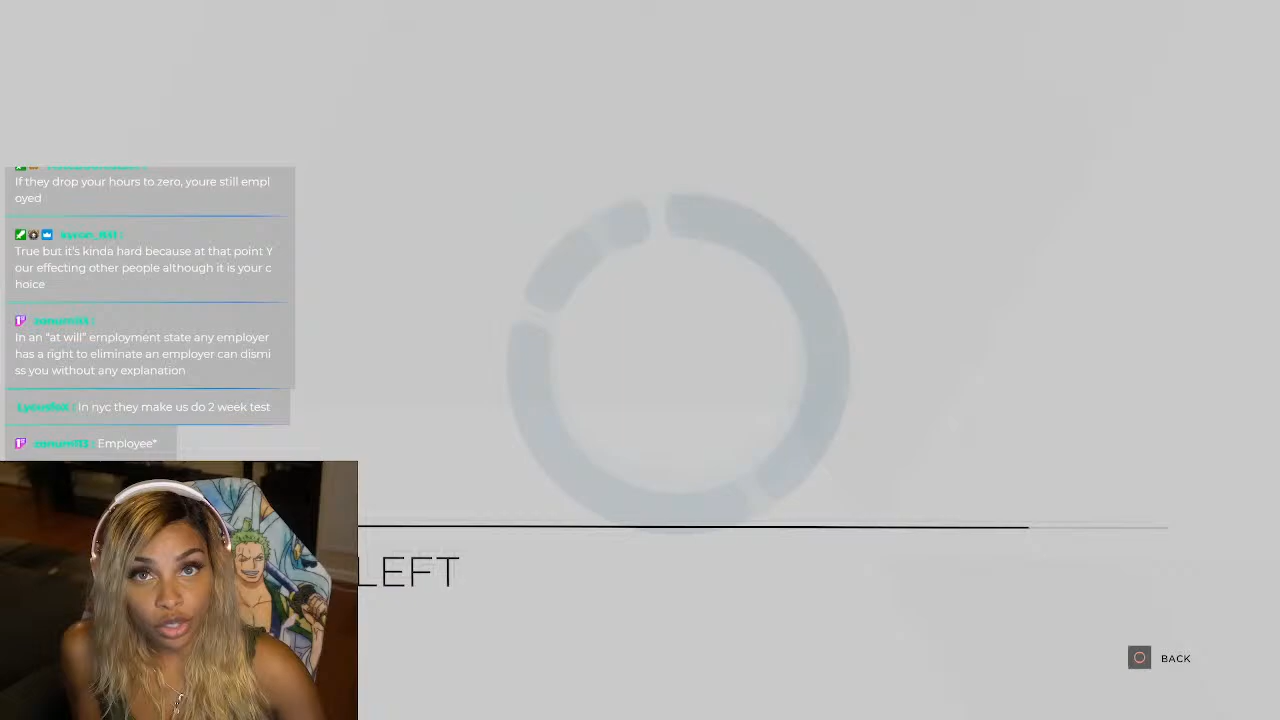 If they drop your hours to zero, youre still empl
oyed
True but it's kinda hard because at that point Y
our effecting other people although it is your c
hoice
In an "at will" employment state any employer
has a right to eliminate an employer can dismi
ss you without any explanation
In nyc they make us do 2 week test
Employee*
LEFT
BACK